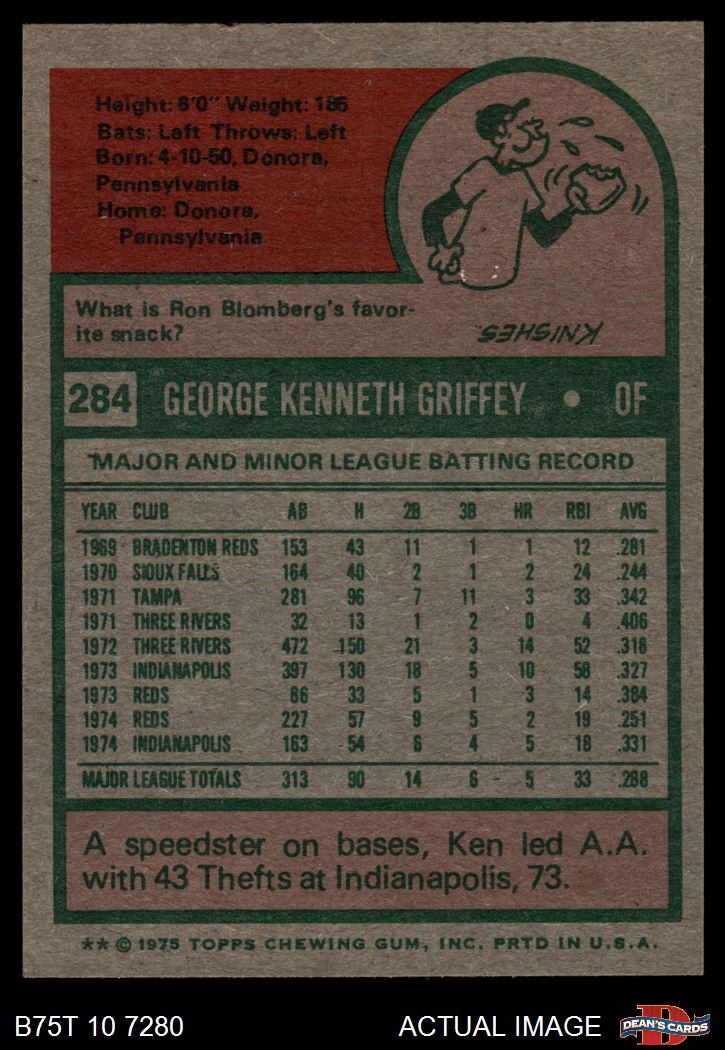 Height: 6'0" Weight: 185
Bats: Left Throws: Left
Born: 4-10-50, Donora,
Pennsylvania
Home: Donora,
Pennsylvania
What is Ron Blomberg's favor-
ite snack?
KNISHES.
284 GEORGE KENNETH GRIFFEY • OF
MAJOR AND MINOR LEAGUE BATTING RECORD
YEAR CLUB AB H 2B 3B HR RBI AVG
1969 BRADENTON REDS 153 43 11 1 1 12 .281
1970 SIOUX FALLS 164 40 2 1 2 24 .244
1971 TAMPA 281 96 7 11 3 33 .342
1971 THREE RIVERS 32 13 1 2 0 4 .406
1972 THREE RIVERS 472 150 21 3 14 52 .318
1973 INDIANAPOLIS 397 130 18 5 10 58 .327
1973 REDS 86 33 5 1 3 14 .384
1974 REDS 227 57 9 5 2 19 .251
1974 INDIANAPOLIS 163 54 6 4 5 18 .331
MAJOR LEAGUE TOTALS 313 90 14 6 5 33 .288
A speedster on bases, Ken led A.A.
with 43 Thefts at Indianapolis, 73.
** © 1975 TOPPS CHEWING GUM, INC. PRTD IN U.S.A.
B75T 10 7280 ACTUAL IMAGE D DEAN'S CARDS